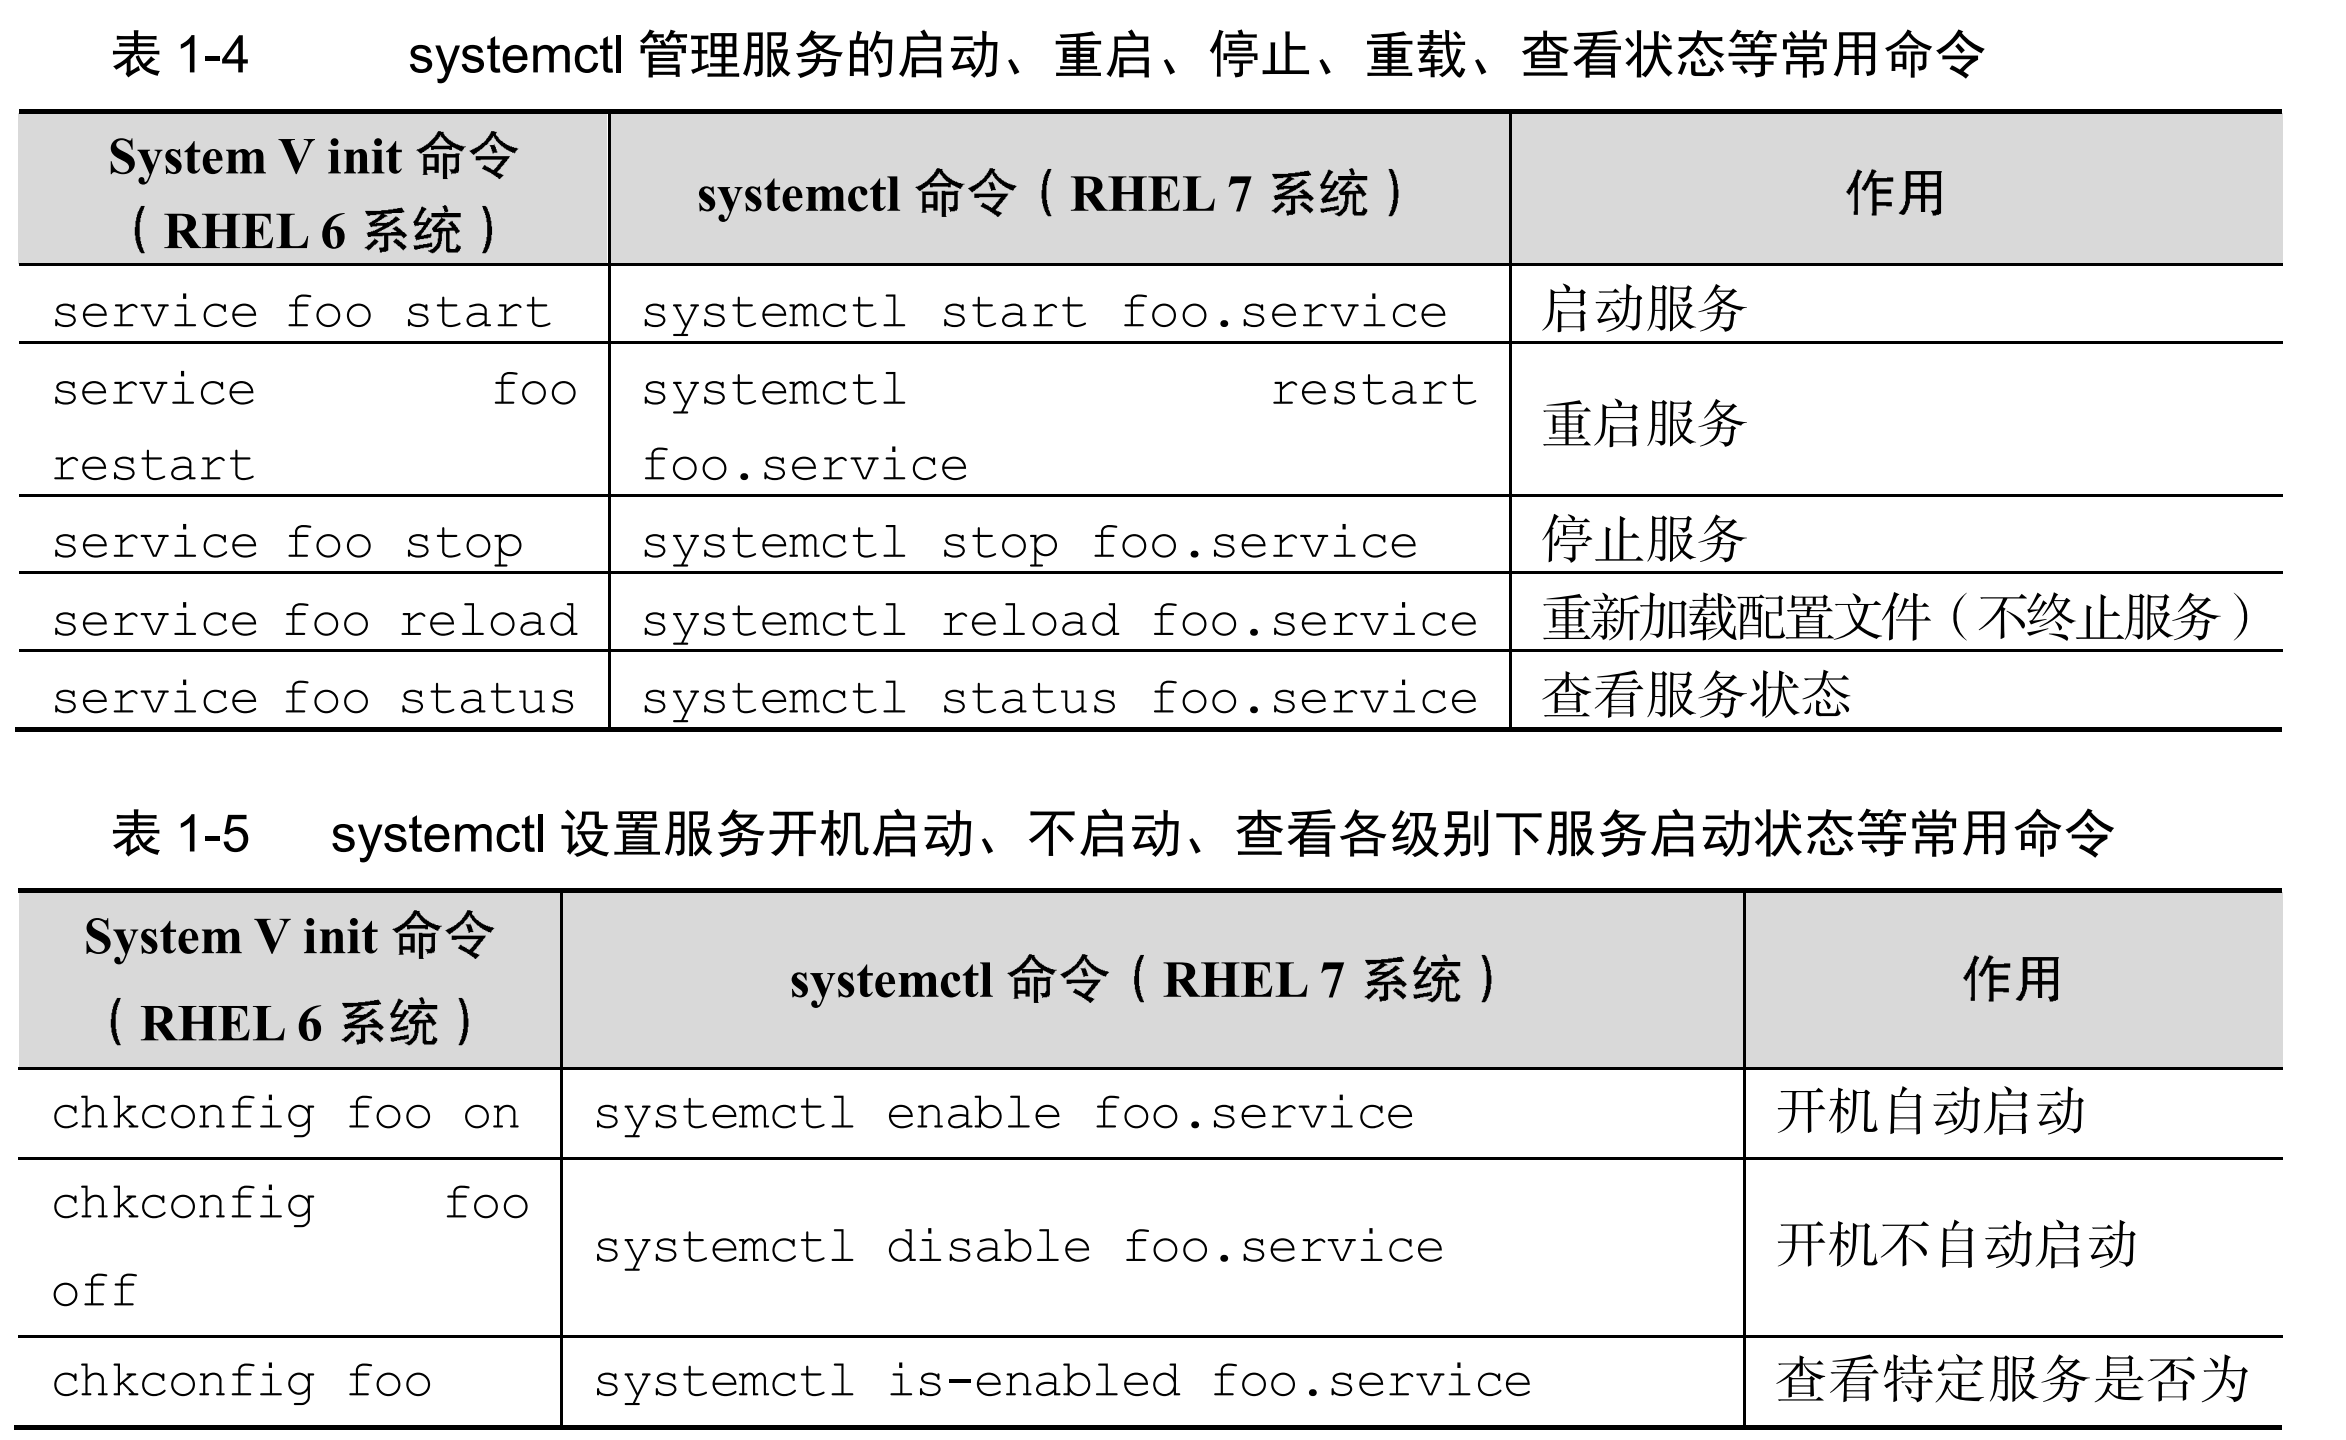 表 1-4 systemctl 管理服务的启动、重启、停止、重载、查看状态等常用命令
System V init 命令
（RHEL 6 系统）
systemctl 命令（RHEL 7 系统）
作用
service foo start
systemctl start foo.service
启动服务
service foo
restart
systemctl restart
foo.service
重启服务
service foo stop
systemctl stop foo.service
停止服务
service foo reload
systemctl reload foo.service
重新加载配置文件（不终止服务）
service foo status
systemctl status foo.service
查看服务状态
表 1-5 systemctl 设置服务开机启动、不启动、查看各级别下服务启动状态等常用命令
System V init 命令
（RHEL 6 系统）
systemctl 命令（RHEL 7 系统）
作用
chkconfig foo on
systemctl enable foo.service
开机自动启动
chkconfig foo
off
systemctl disable foo.service
开机不自动启动
chkconfig foo
systemctl is-enabled foo.service
查看特定服务是否为